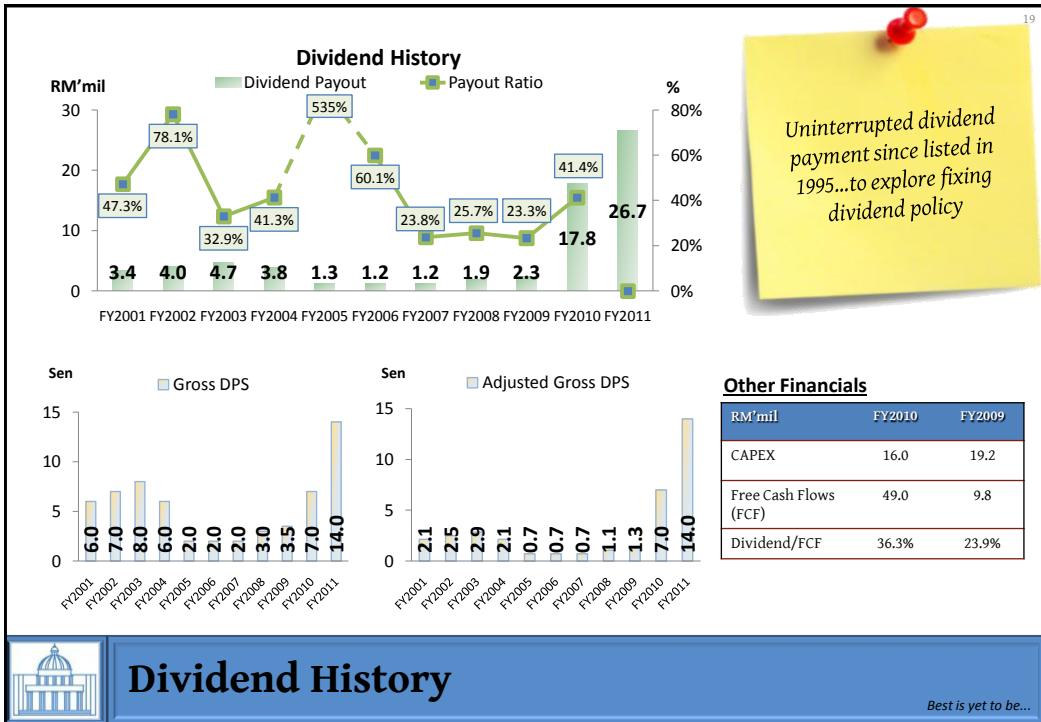 19
Dividend History
RM'mil
Dividend Payout
Payout Ratio
%
30
20
10
0
80%
60%
40%
20%
0%
47.3%
78.1%
32.9%
41.3%
535%
60.1%
23.8%
25.7%
23.3%
41.4%
3.4 4.0 4.7 3.8 1.3 1.2 1.2 1.9 2.3 17.8 26.7
FY2001 FY2002 FY2003 FY2004 FY2005 FY2006 FY2007 FY2008 FY2009 FY2010 FY2011
Uninterrupted dividend
payment since listed in
1995...to explore fixing
dividend policy
Sen
Gross DPS
15
10
5
0
6.0 7.0 8.0 6.0 2.0 2.0 2.0 3.0 3.5 7.0 14.0
FY2001 FY2002 FY2003 FY2004 FY2005 FY2006 FY2007 FY2008 FY2009 FY2010 FY2011
Sen
Adjusted Gross DPS
15
10
5
0
2.1 2.5 2.9 2.1 0.7 0.7 0.7 1.1 1.3 7.0 14.0
FY2001 FY2002 FY2003 FY2004 FY2005 FY2006 FY2007 FY2008 FY2009 FY2010 FY2011
Other Financials
RM'mil FY2010 FY2009
CAPEX 16.0 19.2
Free Cash Flows 49.0 9.8
(FCF)
Dividend/FCF 36.3% 23.9%
Dividend History
Best is yet to be...